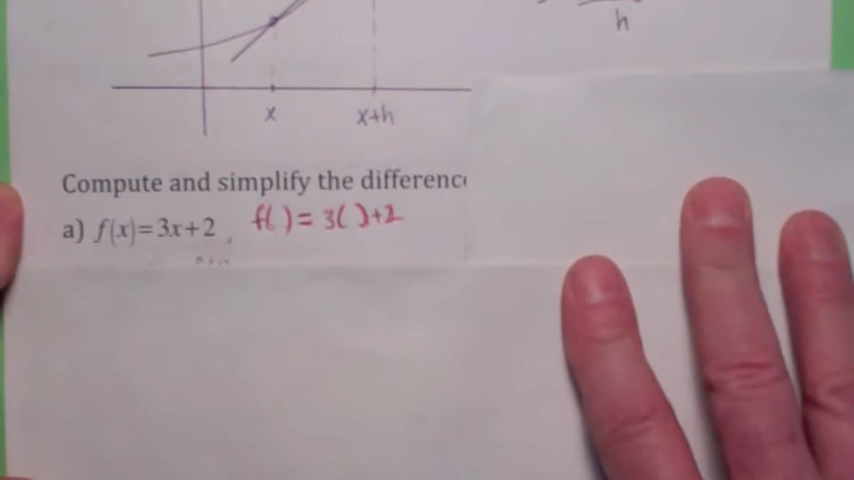 h
x x+h
Compute and simplify the differenc
a) f(x)=3x+2, f( )= 3( )+2